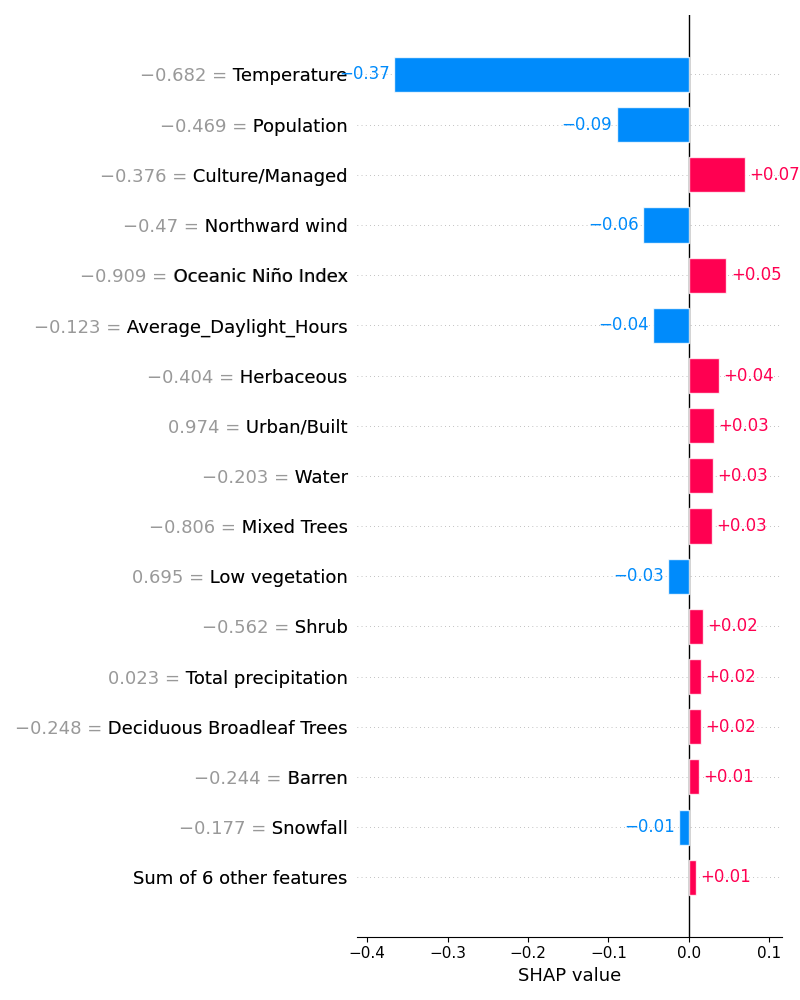 −0.682 = Temperature −0.37
−0.469 = Population −0.09
−0.376 = Culture/Managed +0.07
−0.47 = Northward wind −0.06
−0.909 = Oceanic Niño Index +0.05
−0.123 = Average_Daylight_Hours −0.04
−0.404 = Herbaceous +0.04
0.974 = Urban/Built +0.03
−0.203 = Water +0.03
−0.806 = Mixed Trees +0.03
0.695 = Low vegetation −0.03
−0.562 = Shrub +0.02
0.023 = Total precipitation +0.02
−0.248 = Deciduous Broadleaf Trees +0.02
−0.244 = Barren +0.01
−0.177 = Snowfall −0.01
Sum of 6 other features +0.01
−0.4 −0.3 −0.2 −0.1 0.0 0.1
SHAP value